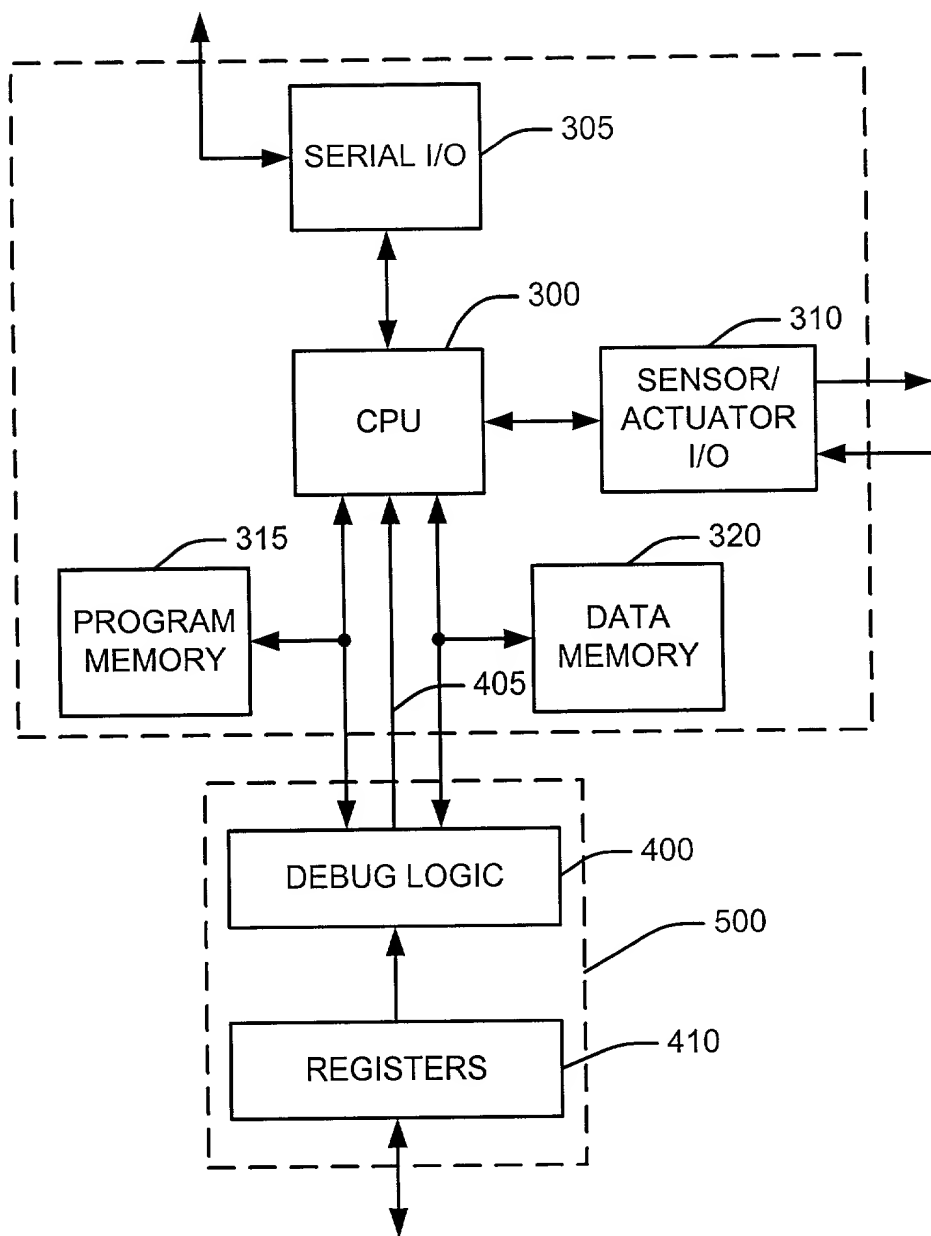 SERIAL I/O
305
300
CPU
310
SENSOR/
ACTUATOR
I/O
315
PROGRAM
MEMORY
320
DATA
MEMORY
405
DEBUG LOGIC
400
500
REGISTERS
410